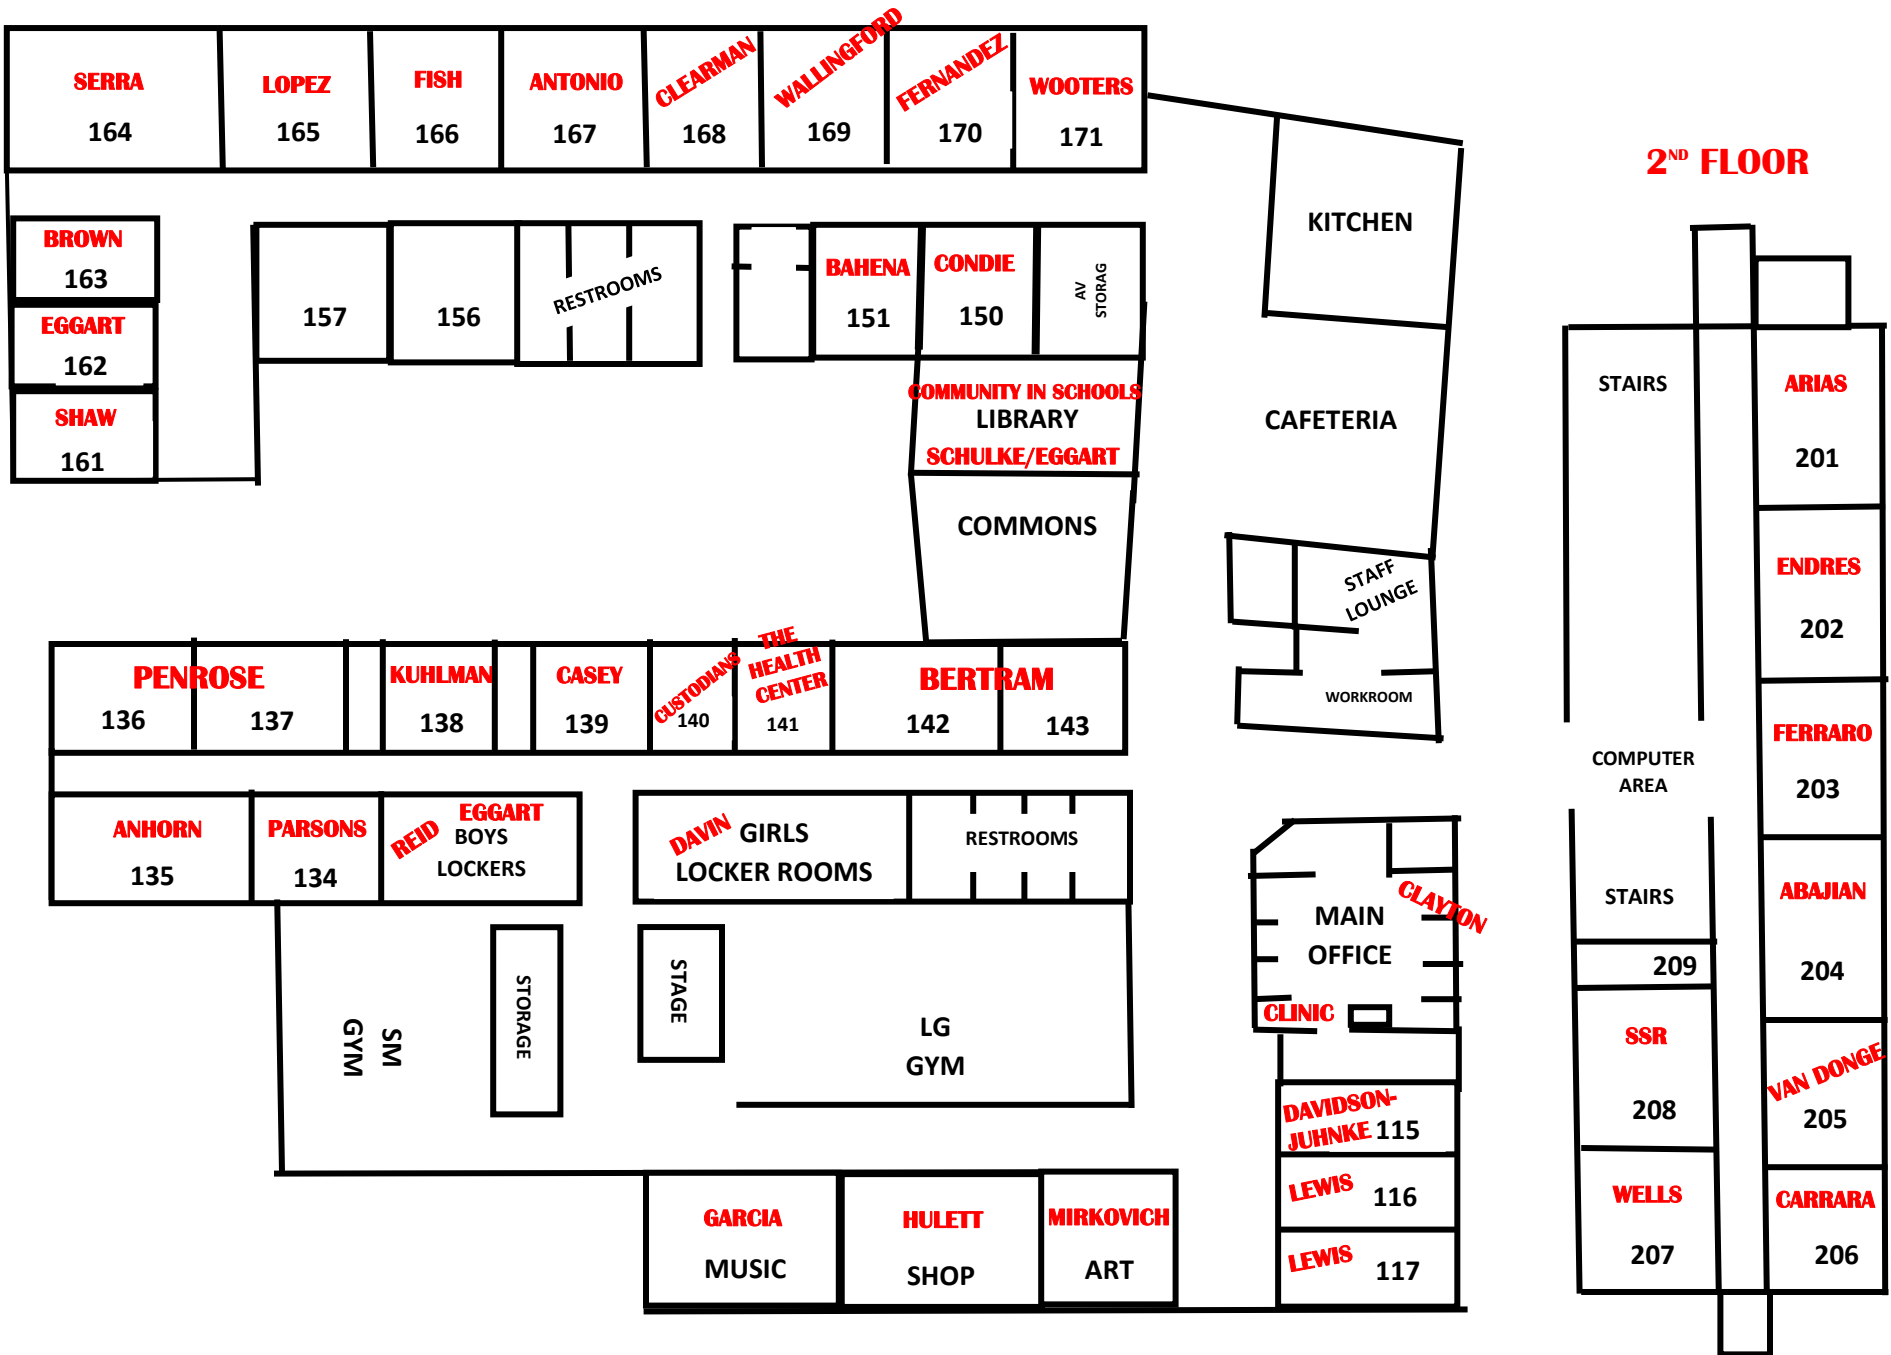 SERRA
164
LOPEZ
165
FISH
166
ANTONIO
167
CLEARMAN
168
WALLINGFORD
169
FERNANDEZ
170
WOOTERS
171
BROWN
163
EGGART
162
SHAW
161
157
156
RESTROOMS
BAHENA
151
CONDIE
150
AV
STORAG
COMMUNITY IN SCHOOLS
LIBRARY
SCHULKE/EGGART
COMMONS
KITCHEN
CAFETERIA
STAFF
LOUNGE
WORKROOM
PENROSE
136
137
KUHLMAN
138
CASEY
139
CUSTODIANS
140
THE
HEALTH
CENTER
141
BERTRAM
142
143
ANHORN
135
PARSONS
134
REID
EGGART
BOYS
LOCKERS
DAVIN
GIRLS
LOCKER ROOMS
RESTROOMS
SM
GYM
STORAGE
STAGE
LG
GYM
MAIN
OFFICE
CLAYTON
CLINIC
DAVIDSON-
JUHNKE 115
LEWIS 116
LEWIS 117
GARCIA
MUSIC
HULETT
SHOP
MIRKOVICH
ART
2ND FLOOR
STAIRS
COMPUTER
AREA
STAIRS
209
SSR
208
WELLS
207
ARIAS
201
ENDRES
202
FERRARO
203
ABAJIAN
204
VAN DONGE
205
CARRARA
206